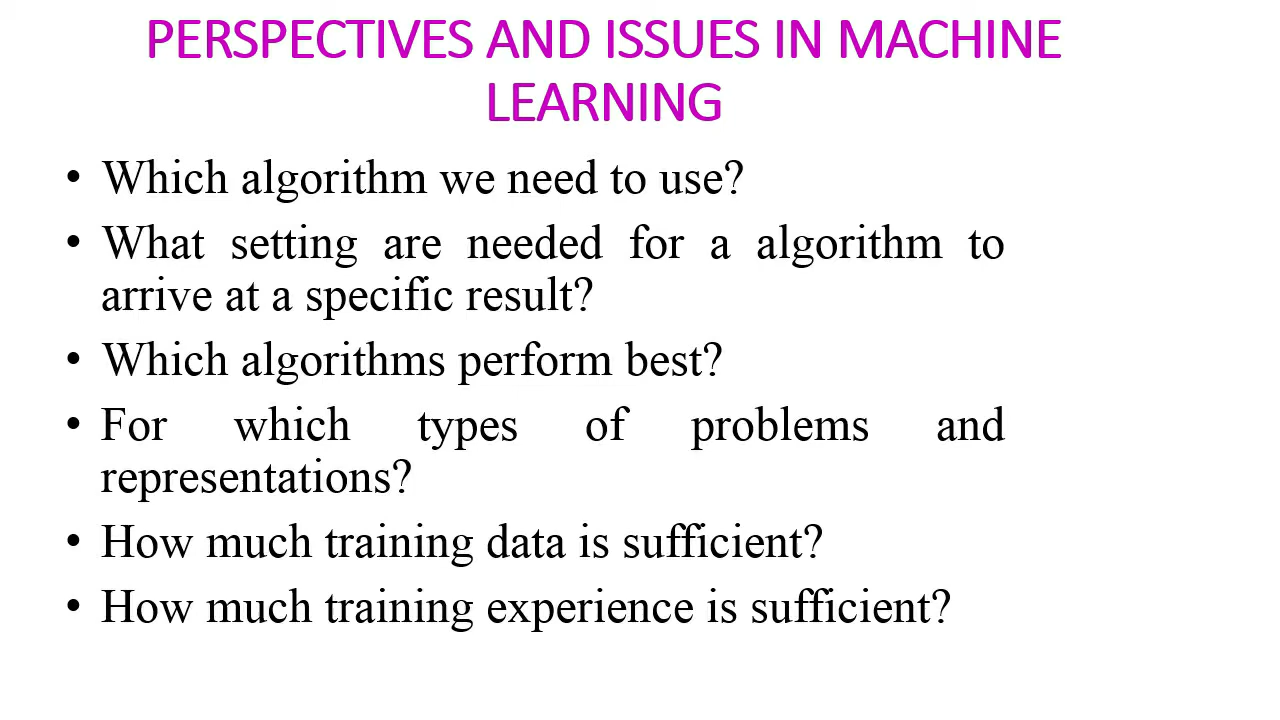 PERSPECTIVES AND ISSUES IN MACHINE
LEARNING
• Which algorithm we need to use?
• What setting are needed for a algorithm to
arrive at a specific result?
• Which algorithms perform best?
• For which types of problems and
representations?
• How much training data is sufficient?
• How much training experience is sufficient?